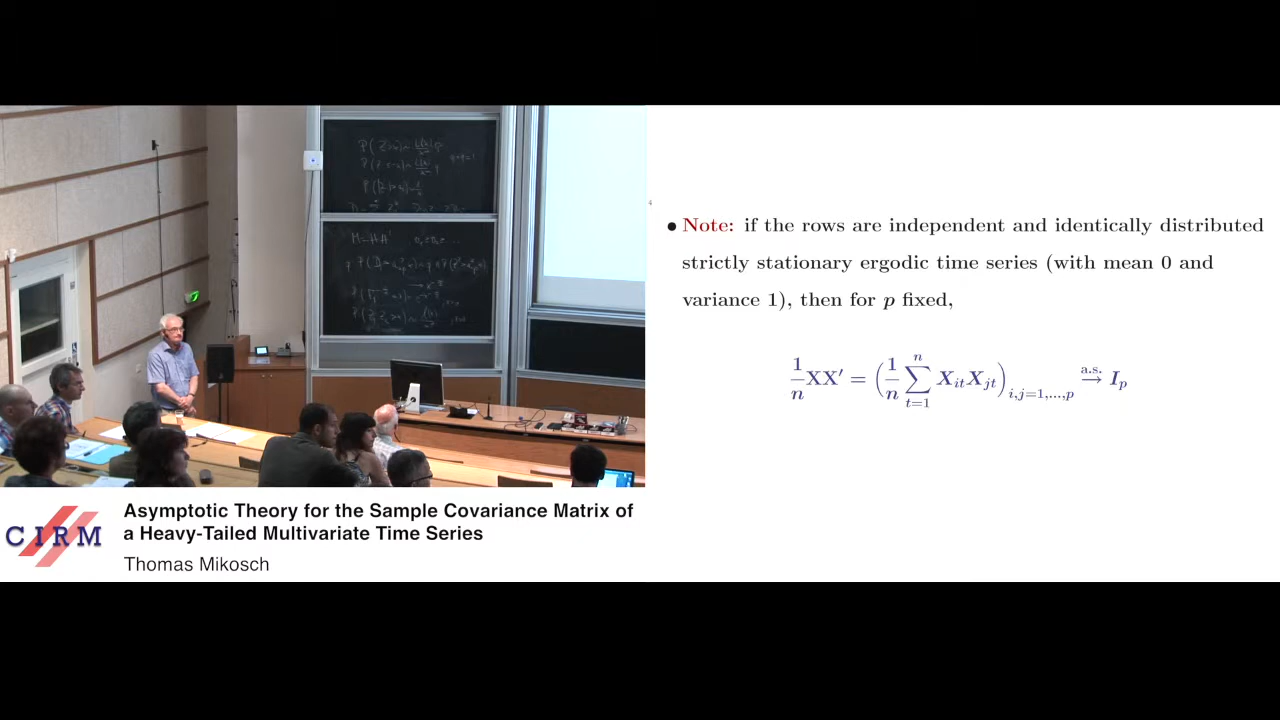 4
• Note: if the rows are independent and identically distributed
strictly stationary ergodic time series (with mean 0 and
variance 1), then for p fixed,
1/n XX′ = (1/n ∑_{t=1}^{n} X_{it}X_{jt})_{i,j=1,...,p} →^{a.s.} I_p
CIRM
Asymptotic Theory for the Sample Covariance Matrix of
a Heavy-Tailed Multivariate Time Series
Thomas Mikosch